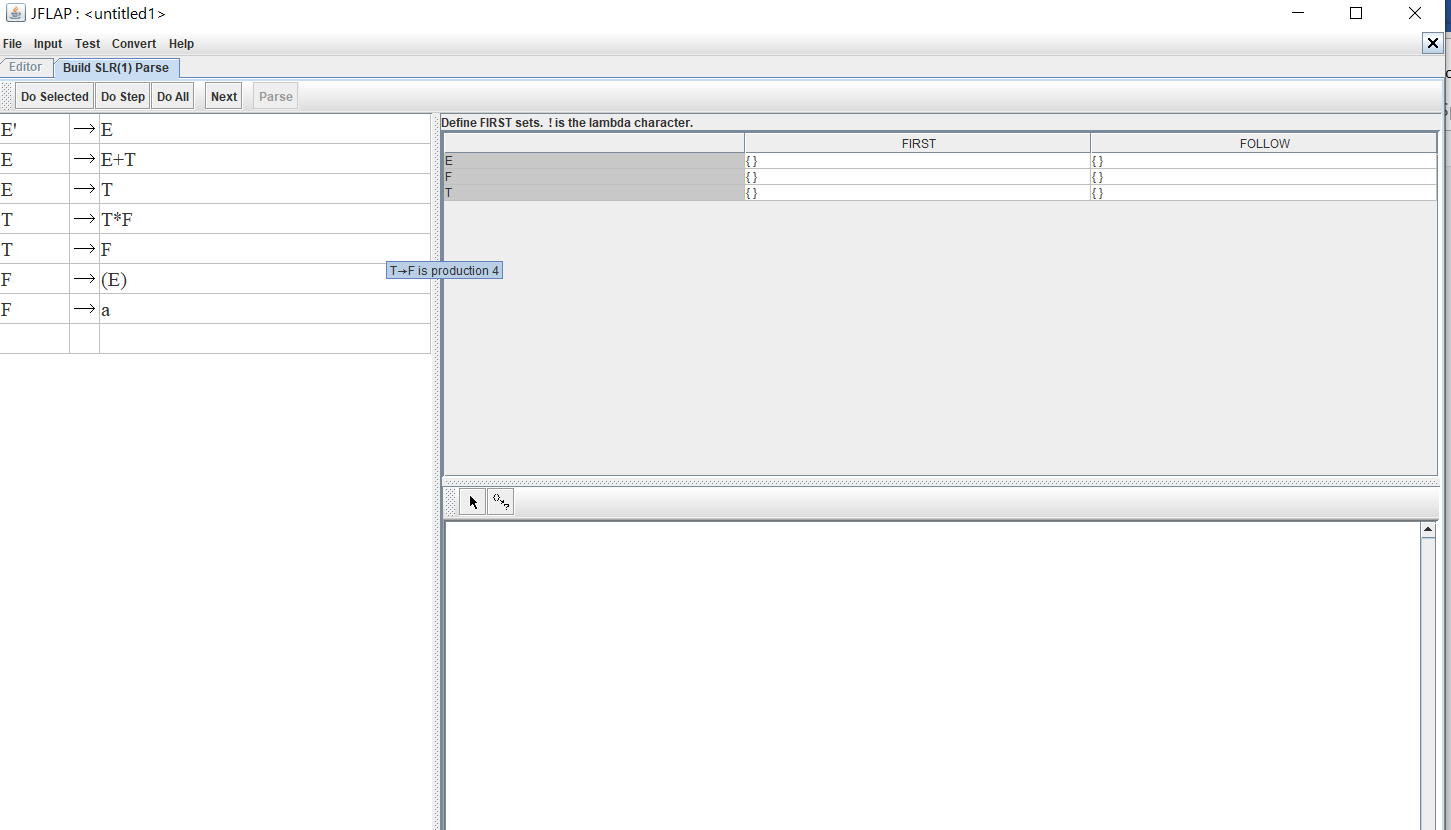 JFLAP : <untitled1>
File Input Test Convert Help
Editor Build SLR(1) Parse
Do Selected Do Step Do All Next Parse
E' → E
E → E+T
E → T
T → T*F
T → F
F → (E)
F → a
T→F is production 4
Define FIRST sets. ! is the lambda character.
FIRST FOLLOW
E { } { }
F { } { }
T { } { }